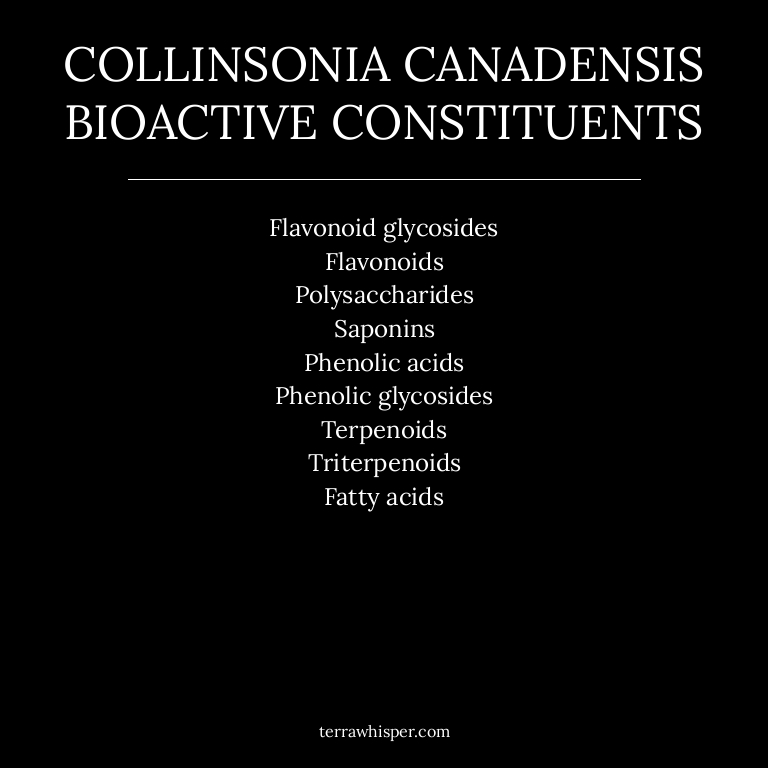 COLLINSONIA CANADENSIS
BIOACTIVE CONSTITUENTS
Flavonoid glycosides
Flavonoids
Polysaccharides
Saponins
Phenolic acids
Phenolic glycosides
Terpenoids
Triterpenoids
Fatty acids
terrawhisper.com